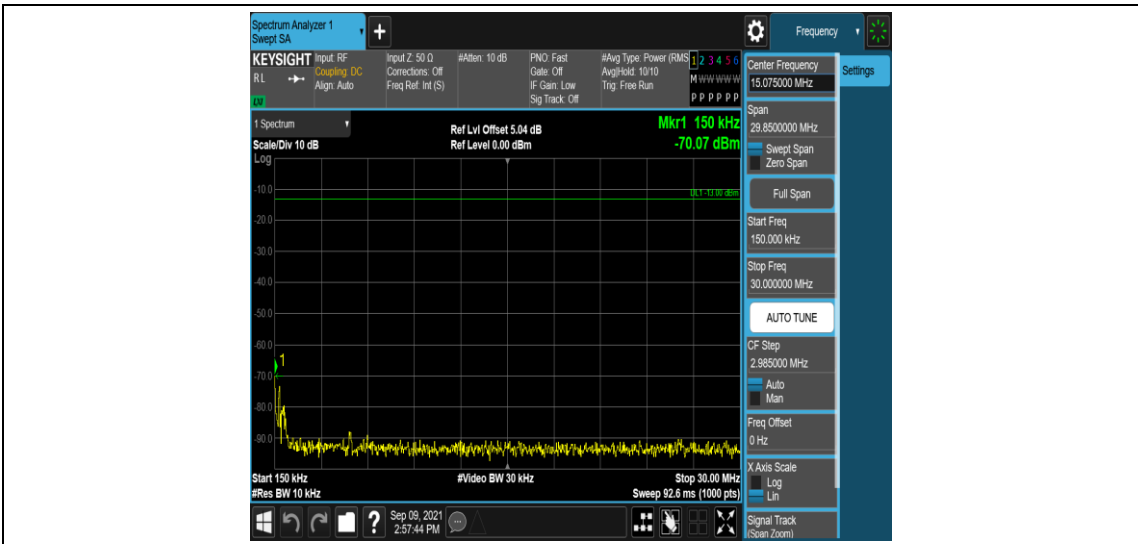 Spectrum Analyzer 1
Swept SA
+
Frequency
KEYSIGHT
RL
LXI
Input: RF
Coupling: DC
Align: Auto
Input Z: 50 Ω
Corrections: Off
Freq Ref: Int (S)
#Atten: 10 dB
PNO: Fast
Gate: Off
IF Gain: Low
Sig Track: Off
#Avg Type: Power (RMS
Avg|Hold: 10/10
Trig: Free Run
1 2 3 4 5 6
M W W W W W
P P P P P P
1 Spectrum
Scale/Div 10 dB
Log
Ref Lvl Offset 5.04 dB
Ref Level 0.00 dBm
Mkr1 150 kHz
-70.07 dBm
DL1 -13.00 dBm
-10.0
-20.0
-30.0
-40.0
-50.0
-60.0
1
-70.0
-80.0
-90.0
Start 150 kHz
#Res BW 10 kHz
#Video BW 30 kHz
Stop 30.00 MHz
Sweep 92.6 ms (1000 pts)
Center Frequency
15.075000 MHz
Settings
Span
29.8500000 MHz
Swept Span
Zero Span
Full Span
Start Freq
150.000 kHz
Stop Freq
30.000000 MHz
AUTO TUNE
CF Step
2.985000 MHz
Auto
Man
Freq Offset
0 Hz
X Axis Scale
Log
Lin
Signal Track
(Span Zoom)
?
Sep 09, 2021
2:57:44 PM